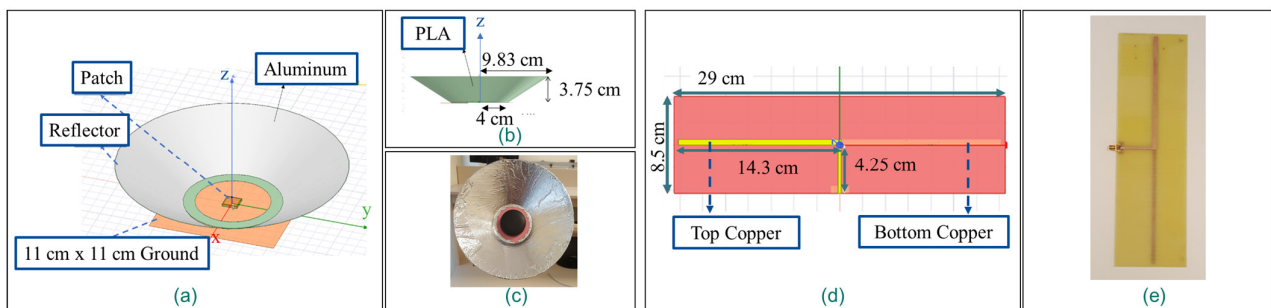 Patch
z
Aluminum
Reflector
y
x
11 cm x 11 cm Ground
(a)
z
PLA
9.83 cm
3.75 cm
4 cm
(b)
(c)
29 cm
8.5 cm
14.3 cm
4.25 cm
Top Copper
Bottom Copper
(d)
(e)